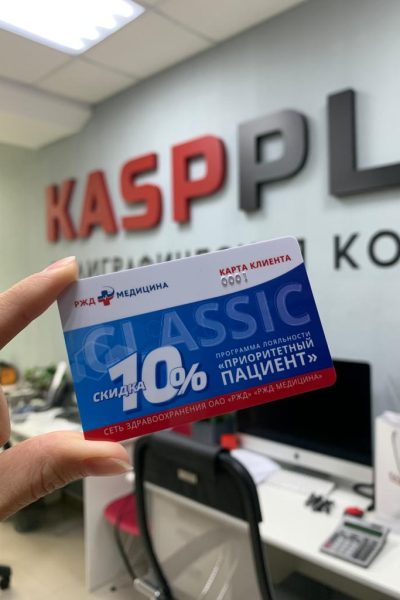 KASPPL
КО
РЖД МЕДИЦИНА
КАРТА КЛИЕНТА
0001
CLASSIC
СКИДКА 10%
ПРОГРАММА ЛОЯЛЬНОСТИ
«ПРИОРИТЕТНЫЙ
ПАЦИЕНТ»
СЕТЬ ЗДРАВООХРАНЕНИЯ ОАО «РЖД» «РЖД-МЕДИЦИНА»